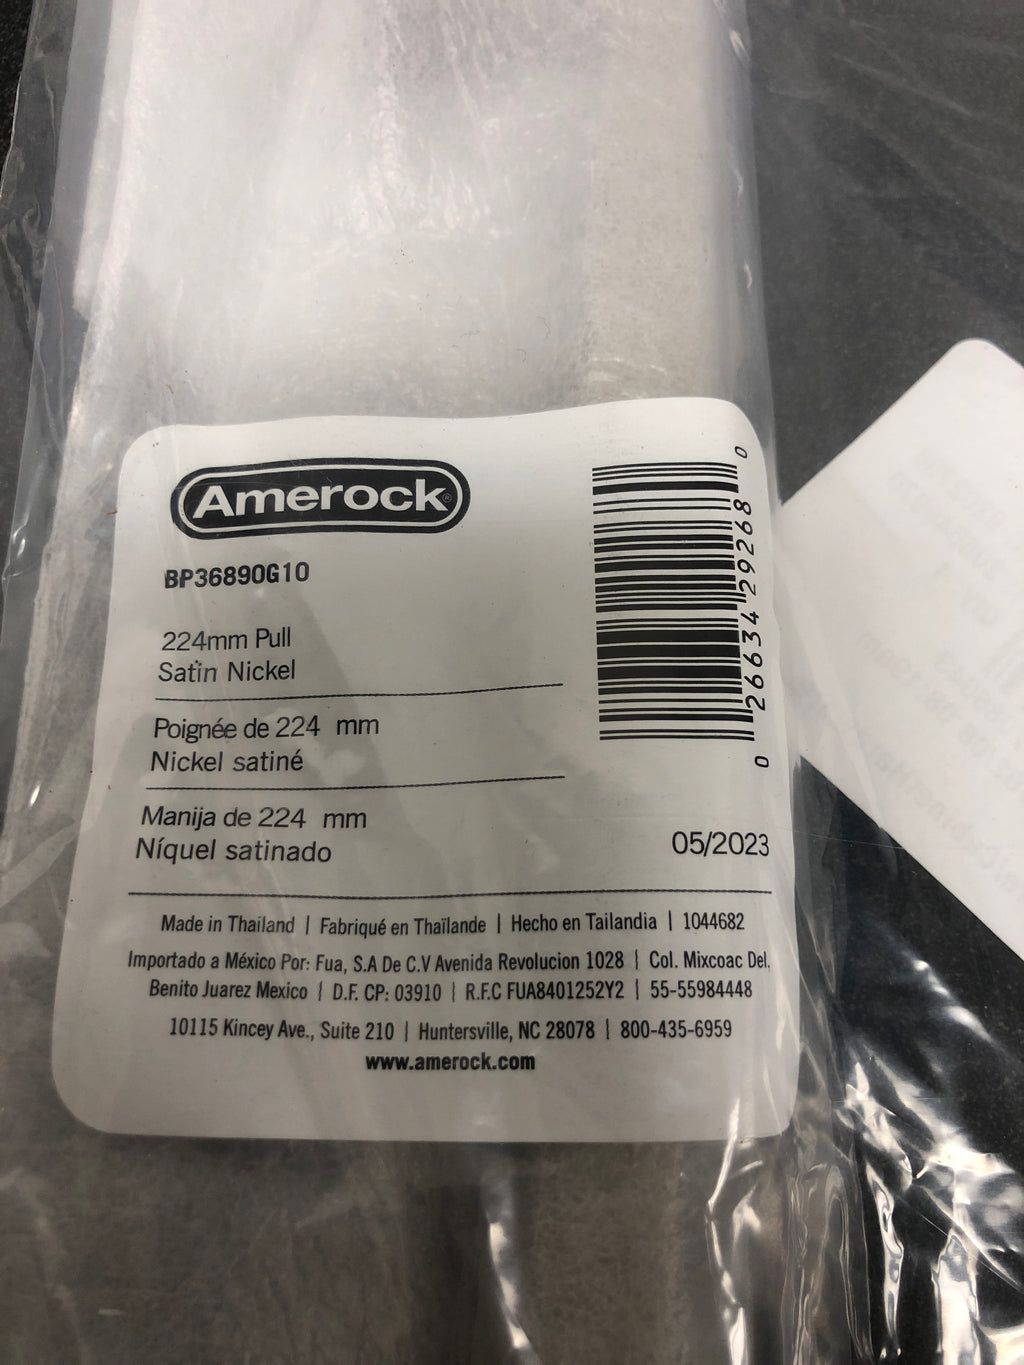 Amerock®
BP36890G10
224mm Pull
Satin Nickel
Poignée de 224 mm
Nickel satiné
Manija de 224 mm
Níquel satinado
0 26634 29268 0
05/2023
Made in Thailand | Fabriqué en Thaïlande | Hecho en Tailandia | 1044682
Importado a México Por: Fua, S.A De C.V Avenida Revolucion 1028 | Col. Mixcoac Del.
Benito Juarez Mexico | D.F. CP: 03910 | R.F.C FUA8401252Y2 | 55-55984448
10115 Kincey Ave., Suite 210 | Huntersville, NC 28078 | 800-435-6959
www.amerock.com